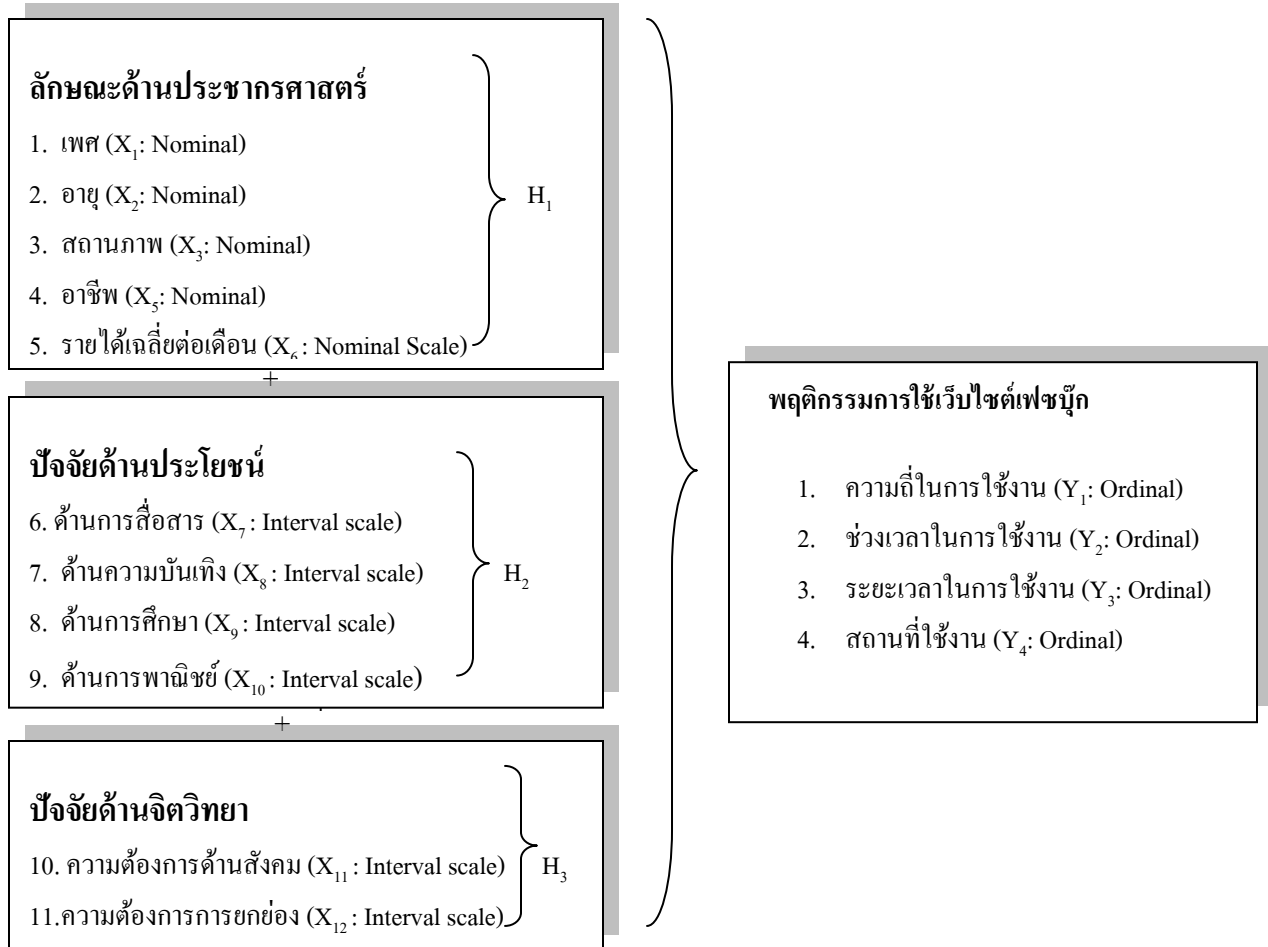 ลักษณะด้านประชากรศาสตร์
1. เพศ (X₁: Nominal)
2. อายุ (X₂: Nominal)
3. สถานภาพ (X₃: Nominal)
4. อาชีพ (X₅: Nominal)
5. รายได้เฉลี่ยต่อเดือน (X₆ : Nominal Scale)
H₁
+
ปัจจัยด้านประโยชน์
6. ด้านการสื่อสาร (X₇ : Interval scale)
7. ด้านความบันเทิง (X₈ : Interval scale)
8. ด้านการศึกษา (X₉ : Interval scale)
9. ด้านการพาณิชย์ (X₁₀ : Interval scale)
H₂
+
ปัจจัยด้านจิตวิทยา
10. ความต้องการด้านสังคม (X₁₁ : Interval scale)
11.ความต้องการการยกย่อง (X₁₂ : Interval scale)
H₃
พฤติกรรมการใช้เว็บไซต์เฟซบุ๊ก
1. ความถี่ในการใช้งาน (Y₁: Ordinal)
2. ช่วงเวลาในการใช้งาน (Y₂: Ordinal)
3. ระยะเวลาในการใช้งาน (Y₃: Ordinal)
4. สถานที่ใช้งาน (Y₄: Ordinal)